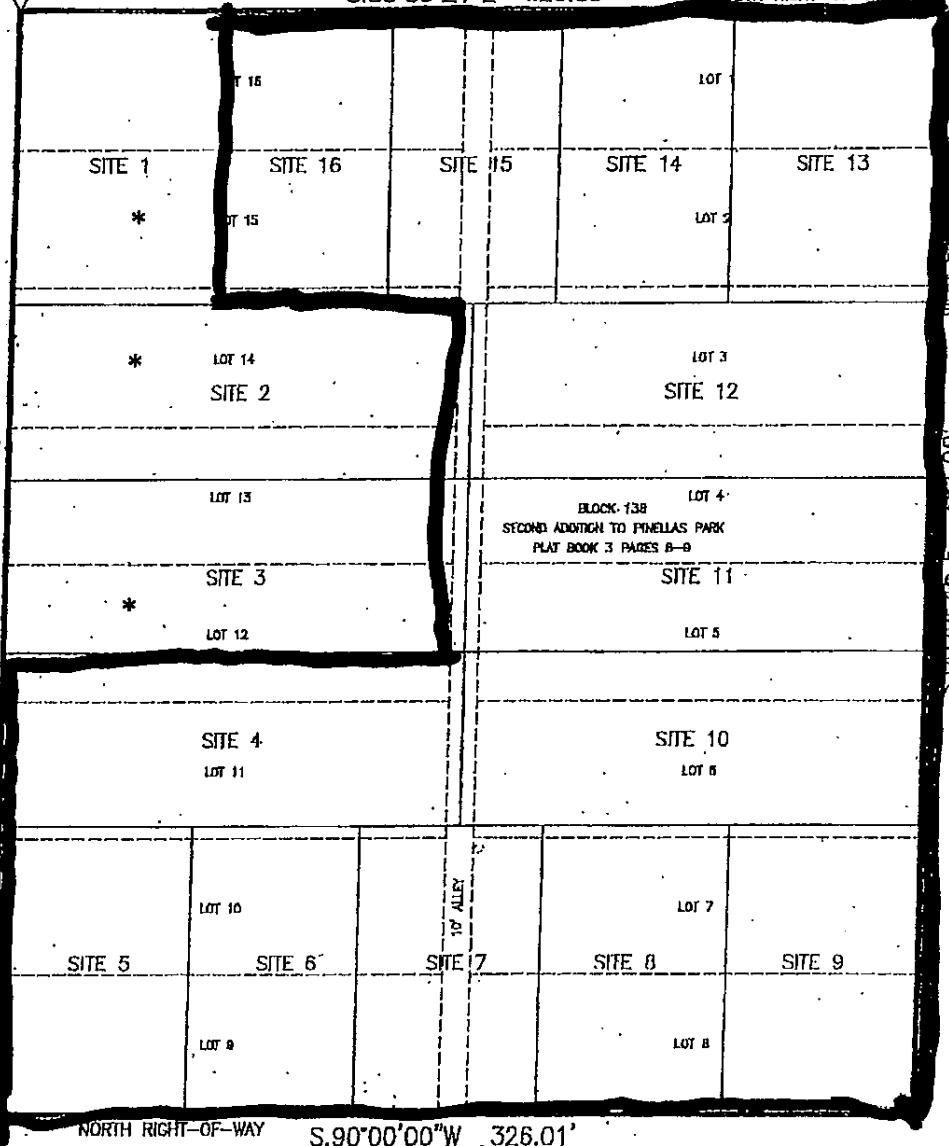 LOT 1
SITE 1
SITE 16
SITE 15
SITE 14
SITE 13
*
LOT 2
*
LOT 14
SITE 2
LOT 3
SITE 12
LOT 13
LOT 4
BLOCK 138
SECOND ADDITION TO PINELLAS PARK
PLAT BOOK 3 PAGES 8-9
SITE 3
SITE 11
*
LOT 12
LOT 5
SITE 4
SITE 10
LOT 11
LOT 6
10' ALLEY
LOT 10
LOT 7
SITE 5
SITE 6
SITE 7
SITE 8
SITE 9
LOT 9
LOT 8
NORTH RIGHT-OF-WAY
S.90°00'00"W 326.01'